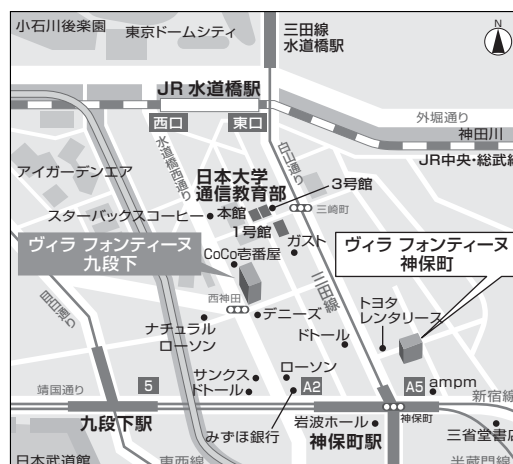 小石川後楽園
東京ドームシティ
三田線
水道橋駅
N
JR 水道橋駅
西口
東口
外堀通り
神田川
JR中央・総武線
水道橋西通り
白山通り
アイガーデンエア
日本大学
通信教育部
3号館
スターバックスコーヒー
本館
三崎町
1号館
ガスト
ヴィラ フォンティーヌ
九段下
CoCo壱番屋
ヴィラ フォンティーヌ
神保町
目白通り
西神田
三田線
デニーズ
トヨタ
レンタリース
ナチュラル
ローソン
ドトール
サンクス
ローソン
靖国通り
5
ドトール
A2
A5
ampm
新宿線
九段下駅
みずほ銀行
岩波ホール
神保町
神保町駅
三省堂書店
日本武道館
東西線
半蔵門線